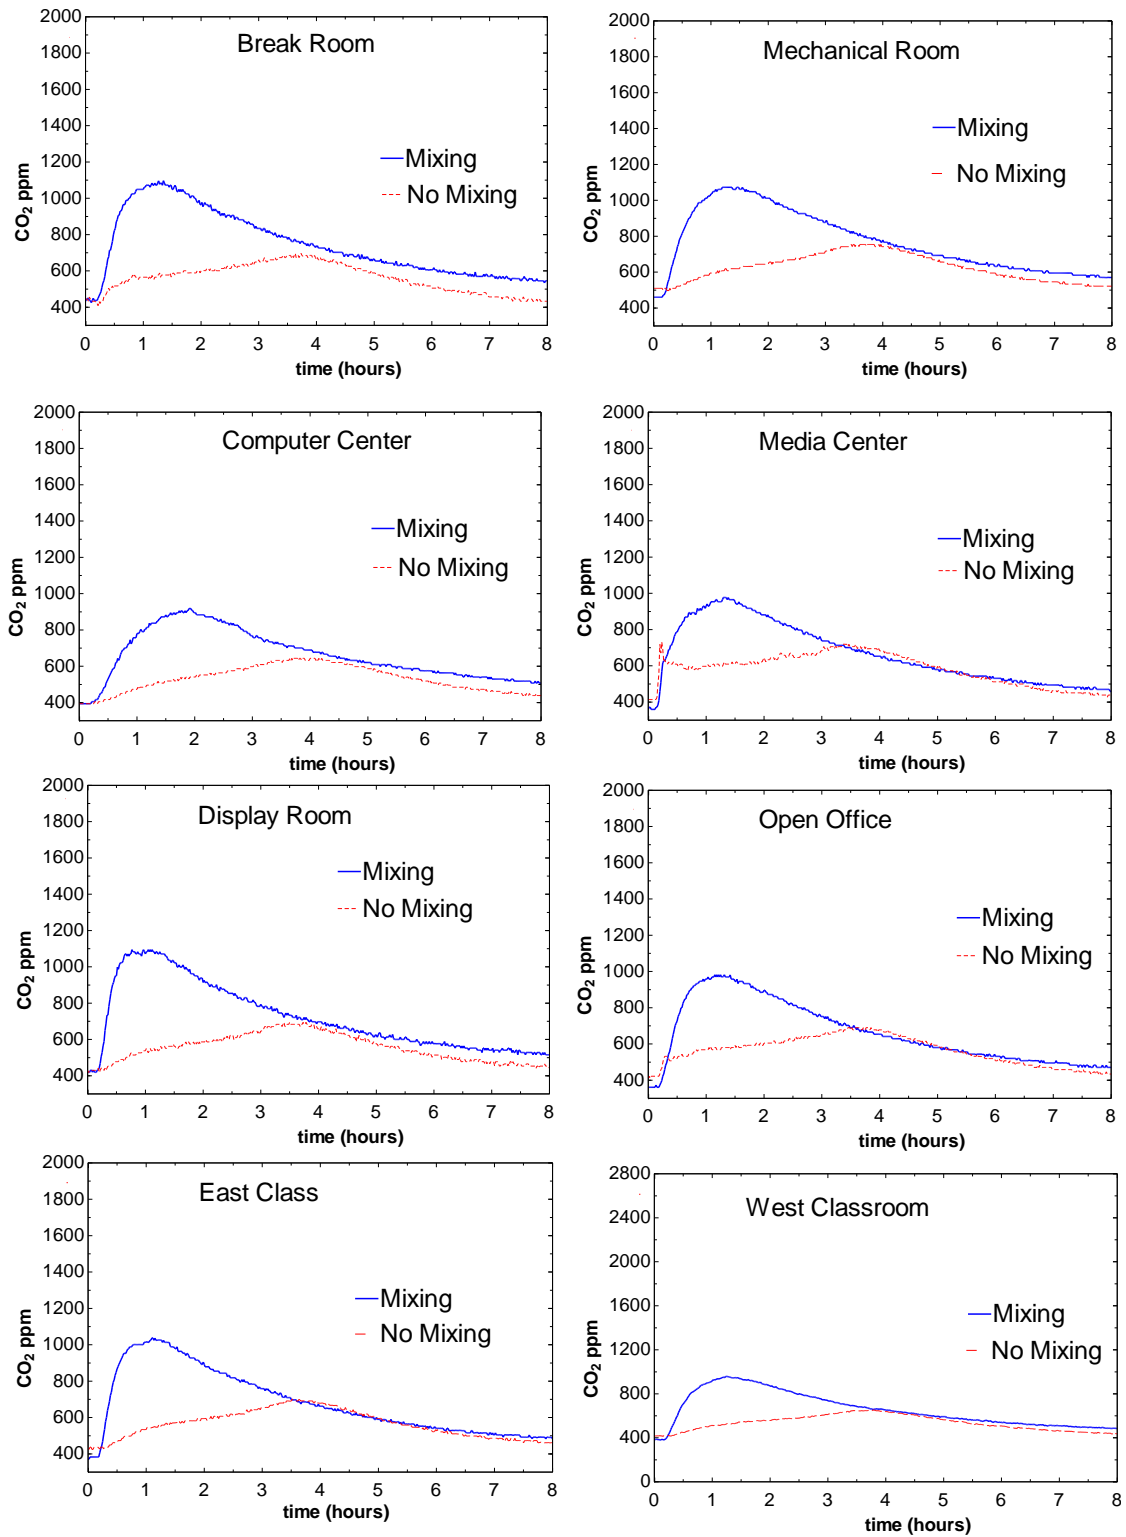 Break Room
2000
1800
1600
1400
1200
1000
800
600
400
CO2 ppm
Mixing
No Mixing
0 1 2 3 4 5 6 7 8
time (hours)
Mechanical Room
2000
1800
1600
1400
1200
1000
800
600
400
CO2 ppm
Mixing
No Mixing
0 1 2 3 4 5 6 7 8
time (hours)
Computer Center
2000
1800
1600
1400
1200
1000
800
600
400
CO2 ppm
Mixing
No Mixing
0 1 2 3 4 5 6 7 8
time (hours)
Media Center
2000
1800
1600
1400
1200
1000
800
600
400
CO2 ppm
Mixing
No Mixing
0 1 2 3 4 5 6 7 8
time (hours)
Display Room
2000
1800
1600
1400
1200
1000
800
600
400
CO2 ppm
Mixing
No Mixing
0 1 2 3 4 5 6 7 8
time (hours)
Open Office
2000
1800
1600
1400
1200
1000
800
600
400
CO2 ppm
Mixing
No Mixing
0 1 2 3 4 5 6 7 8
time (hours)
East Class
2000
1800
1600
1400
1200
1000
800
600
400
CO2 ppm
Mixing
No Mixing
0 1 2 3 4 5 6 7 8
time (hours)
West Classroom
2800
2400
2000
1600
1200
800
400
0
CO2 ppm
Mixing
No Mixing
0 1 2 3 4 5 6 7 8
time (hours)